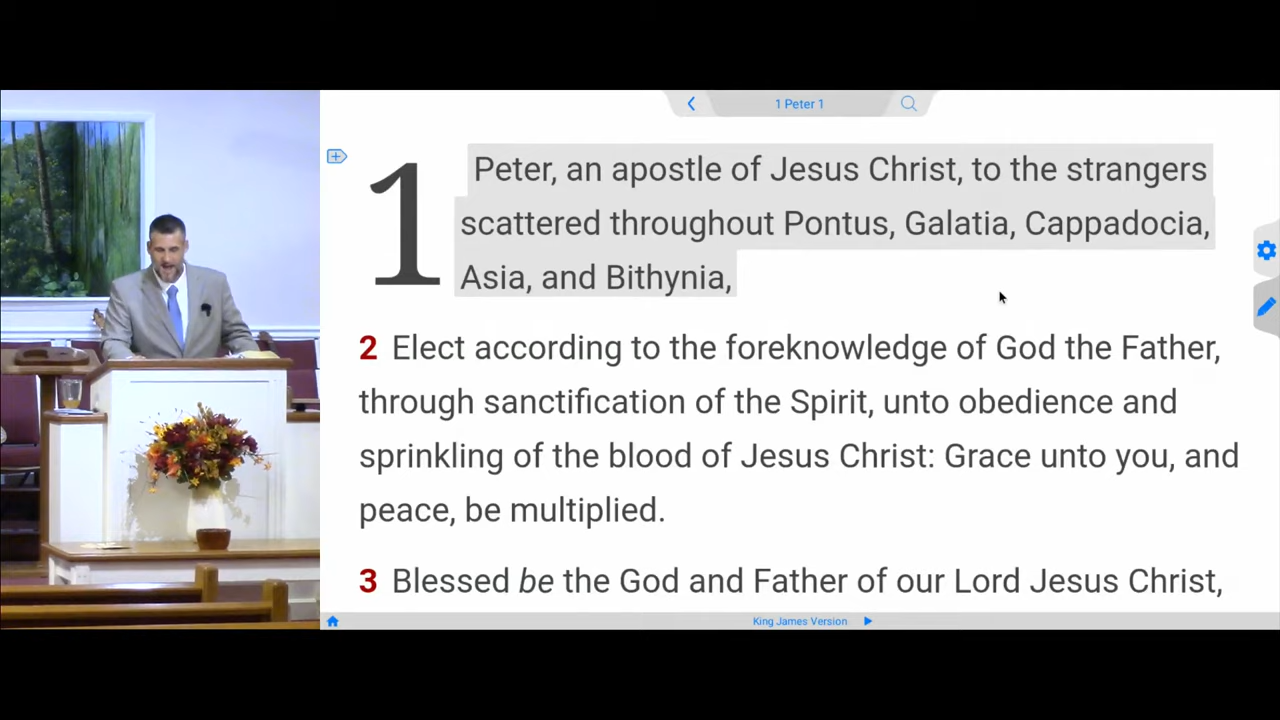 1 Peter 1
1 Peter, an apostle of Jesus Christ, to the strangers
scattered throughout Pontus, Galatia, Cappadocia,
Asia, and Bithynia,
2 Elect according to the foreknowledge of God the Father,
through sanctification of the Spirit, unto obedience and
sprinkling of the blood of Jesus Christ: Grace unto you, and
peace, be multiplied.
3 Blessed be the God and Father of our Lord Jesus Christ,
King James Version